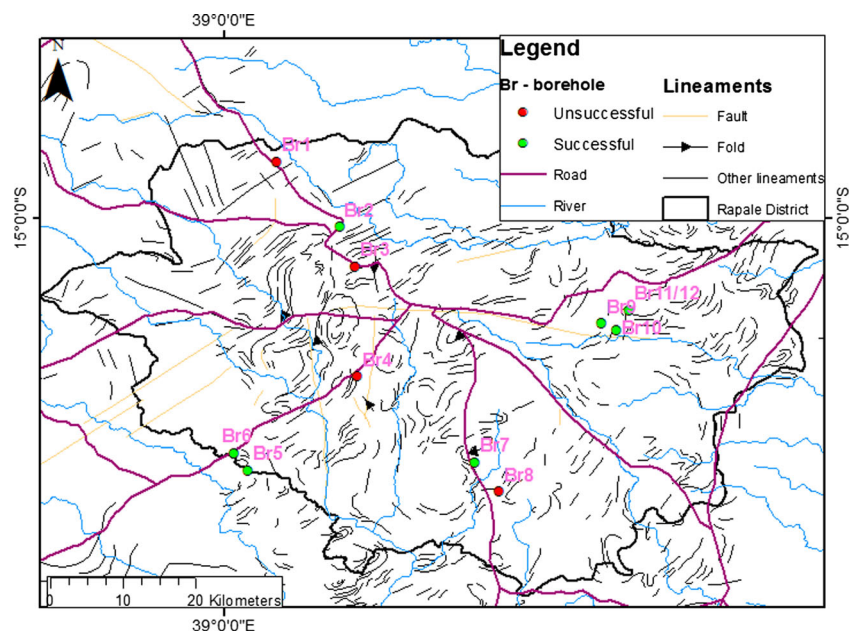 39°0'0"E
N
Legend
Br - borehole
Unsuccessful
Successful
Road
River
Lineaments
Fault
Fold
Other lineaments
Rapale District
15°0'0"S
15°0'0"S
Br1
Br2
Br3
Br11/12
Br9
Br10
Br4
Br6
Br5
Br7
Br8
0 10 20 Kilometers
39°0'0"E